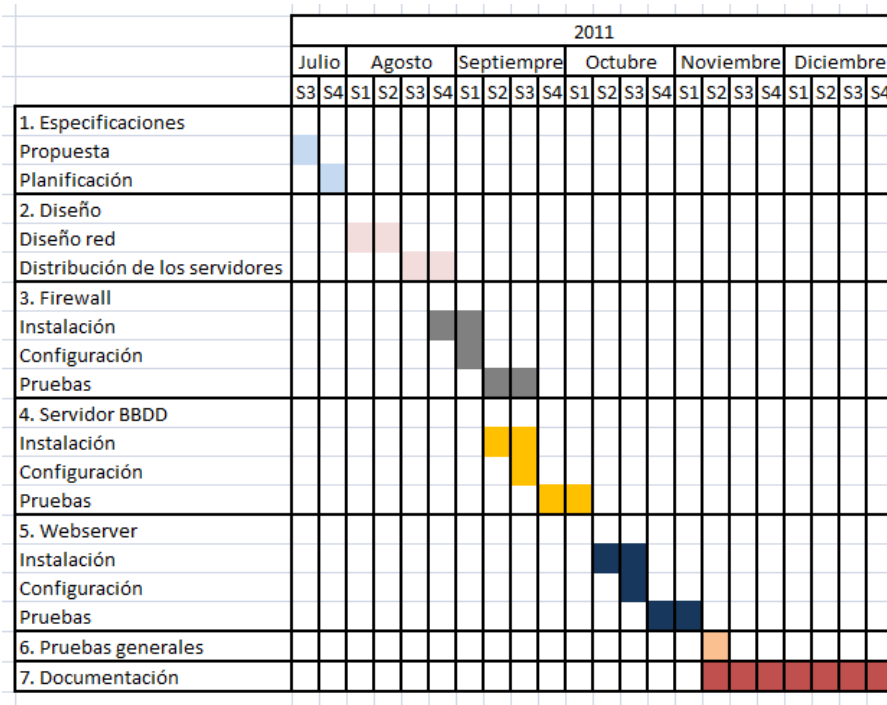 2011
Julio Agosto Septiembre Octubre Noviembre Diciembre
S3 S4 S1 S2 S3 S4 S1 S2 S3 S4 S1 S2 S3 S4 S1 S2 S3 S4 S1 S2 S3 S4
1. Especificaciones
Propuesta
Planificación
2. Diseño
Diseño red
Distribución de los servidores
3. Firewall
Instalación
Configuración
Pruebas
4. Servidor BBDD
Instalación
Configuración
Pruebas
5. Webserver
Instalación
Configuración
Pruebas
6. Pruebas generales
7. Documentación